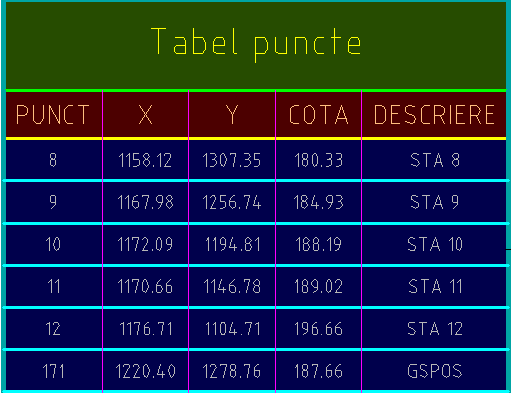 Tabel puncte
PUNCT X Y COTA DESCRIERE
8 1158.12 1307.35 180.33 STA 8
9 1167.98 1256.74 184.93 STA 9
10 1172.09 1194.81 188.19 STA 10
11 1170.66 1146.78 189.02 STA 11
12 1176.71 1104.71 196.66 STA 12
171 1220.40 1278.76 187.66 GSPOS